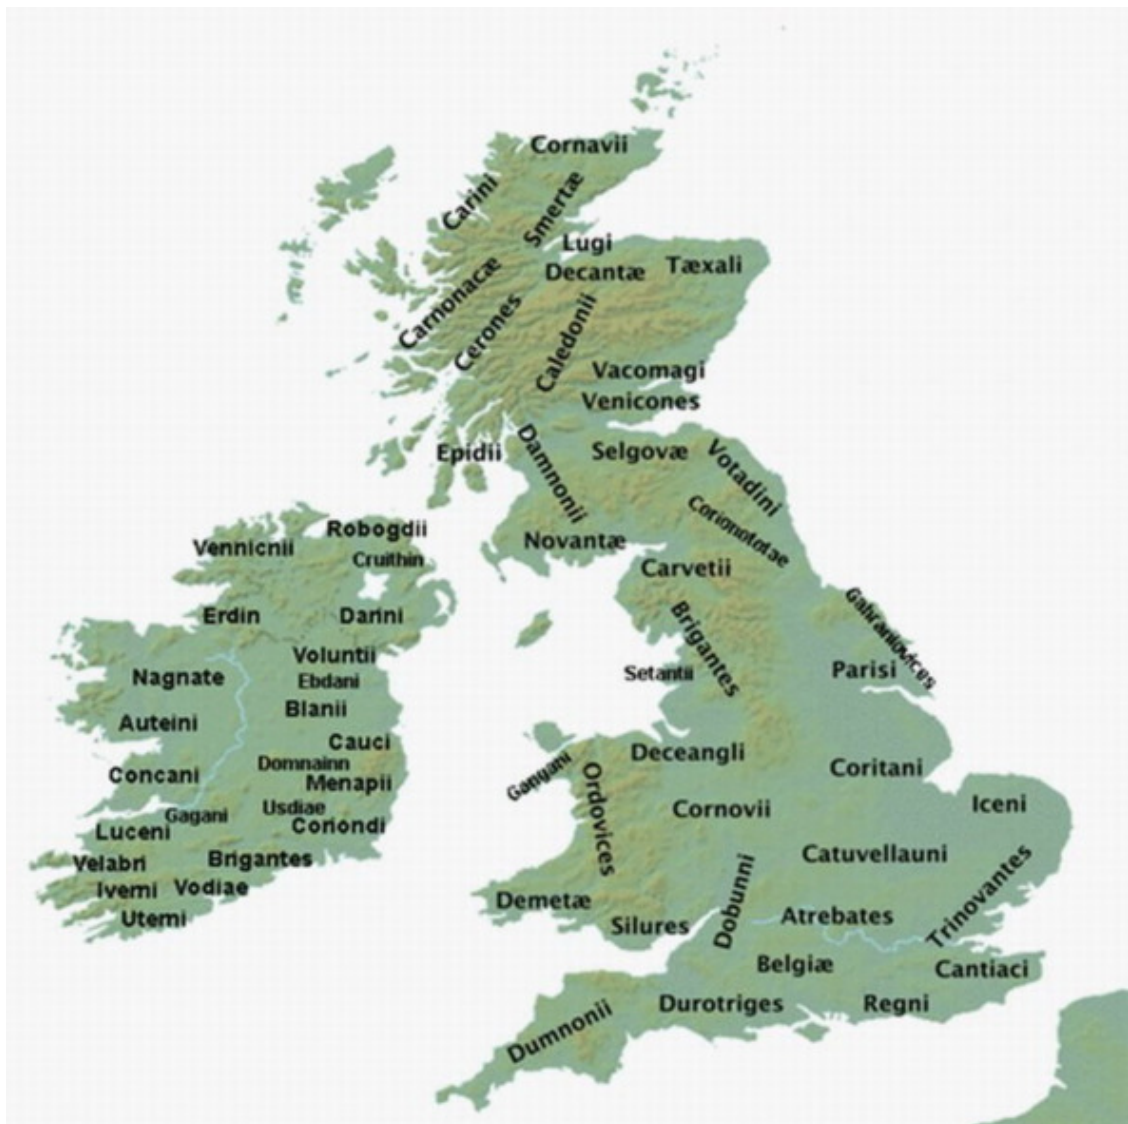 Cornavii
Carini
Smertæ
Lugi
Decantæ
Tæxali
Carnonacæ
Cerones
Caledonii
Vacomagi
Venicones
Epidii
Damnonii
Selgovæ
Votadini
Corionototae
Novantæ
Carvetii
Robogdii
Vennicnii
Cruithin
Erdin
Darini
Voluntii
Nagnate
Ebdani
Blanii
Auteini
Cauci
Domnainn
Concani
Menapii
Usdiae
Gagani
Luceni
Coriondi
Velabri
Brigantes
Iverni
Vodiae
Uterni
Brigantes
Setantii
Gabraniovices
Parisi
Deceangli
Gangani
Ordovices
Coritani
Cornovii
Iceni
Catuvellauni
Trinovantes
Dobunni
Demetæ
Silures
Atrebates
Belgiæ
Cantiaci
Durotriges
Regni
Dumnonii